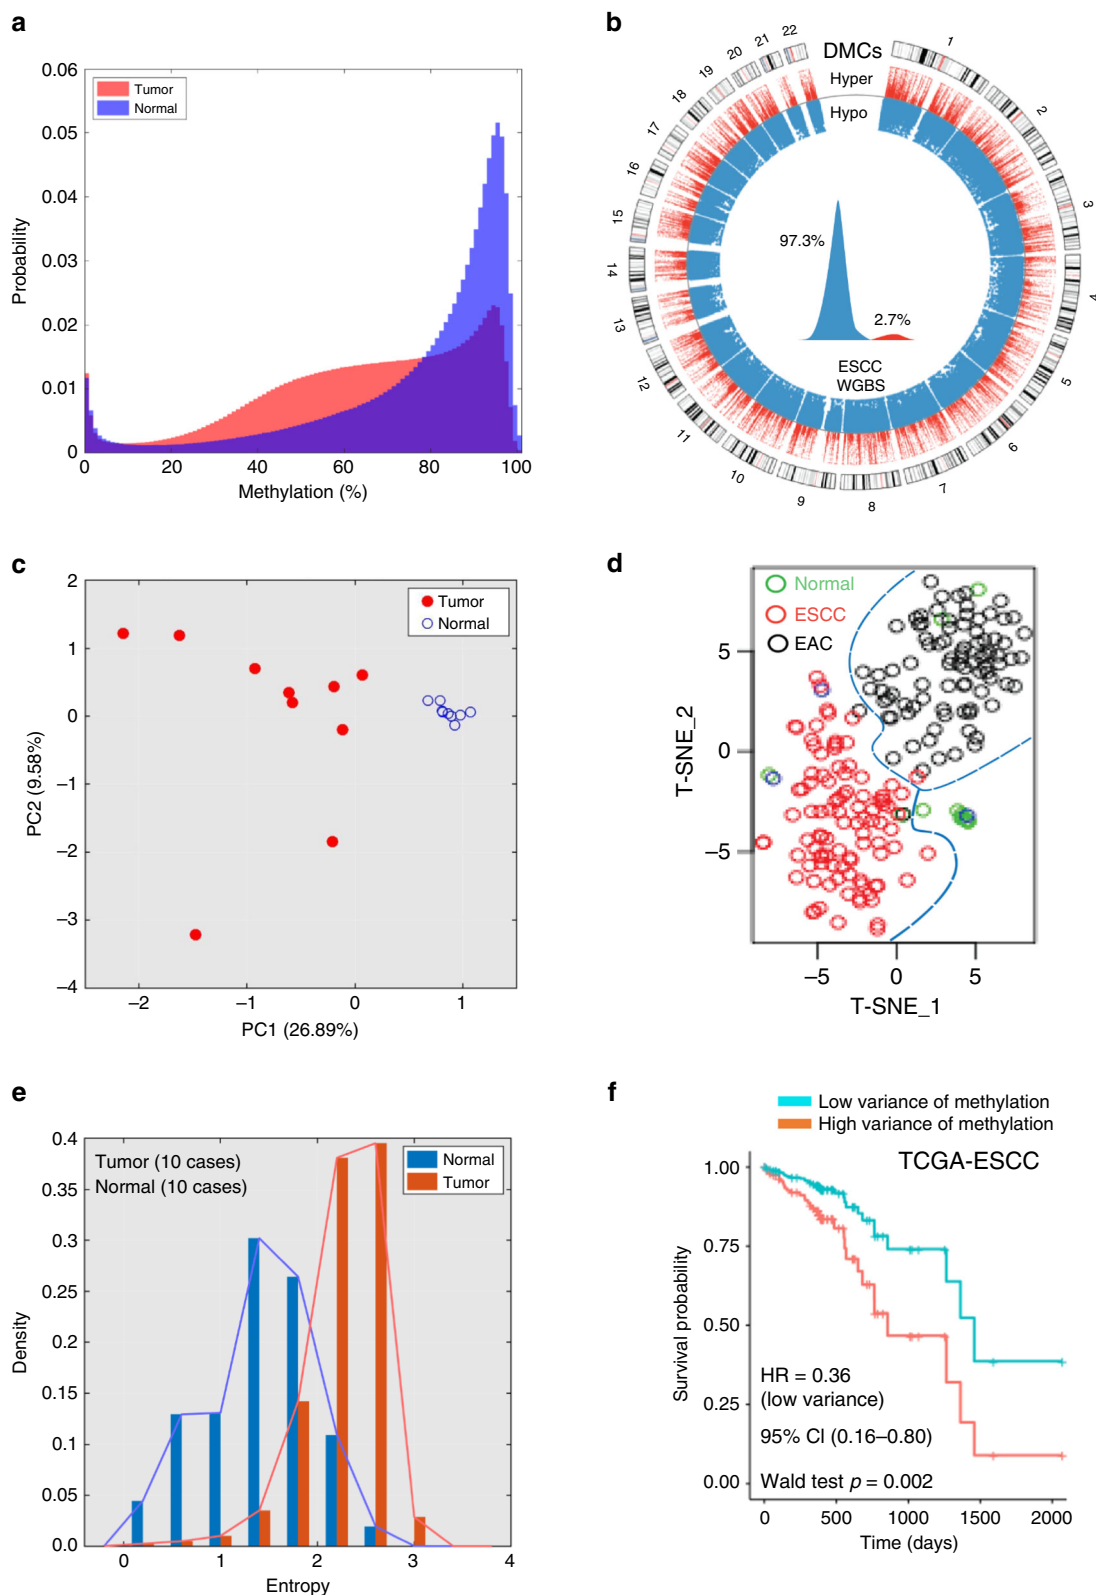 a
0.06
0.05
0.04
0.03
0.02
0.01
0
Probability
Tumor
Normal
0
20
40
60
80
100
Methylation (%)
b
DMCs
Hyper
Hypo
1
2
3
4
5
6
7
8
9
10
11
12
13
14
15
16
17
18
19
20
21
22
97.3%
2.7%
ESCC
WGBS
c
2
1
0
−1
−2
−3
−4
PC2 (9.58%)
Tumor
Normal
−2
−1
0
1
PC1 (26.89%)
d
Normal
ESCC
EAC
5
0
−5
T-SNE_2
−5
0
5
T-SNE_1
e
0.4
0.35
0.3
0.25
0.2
0.15
0.1
0.05
0.0
Density
Tumor (10 cases)
Normal (10 cases)
Normal
Tumor
0
1
2
3
4
Entropy
f
Low variance of methylation
High variance of methylation
TCGA-ESCC
1.00
0.75
0.50
0.25
0.00
Survival probability
HR = 0.36
(low variance)
95% CI (0.16–0.80)
Wald test p = 0.002
0
500
1000
1500
2000
Time (days)